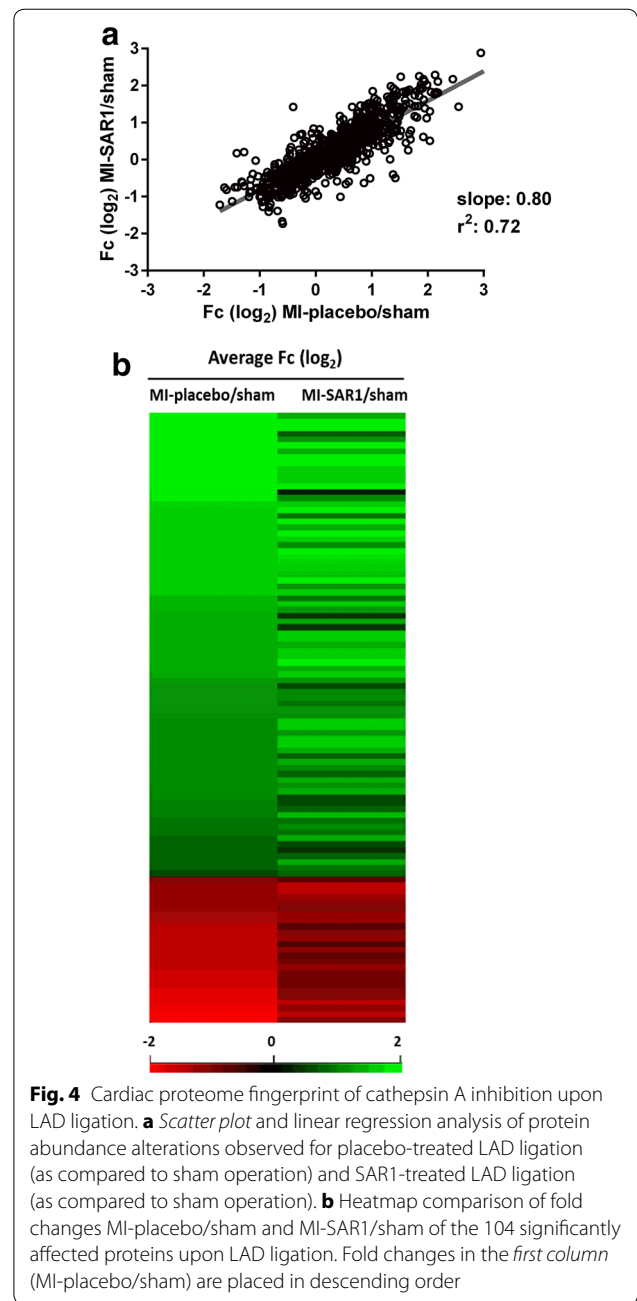 a
3
2
1
0
-1
-2
-3
Fc (log2) MI-SAR1/sham
slope: 0.80
r2: 0.72
-3 -2 -1 0 1 2 3
Fc (log2) MI-placebo/sham
b
Average Fc (log2)
MI-placebo/sham MI-SAR1/sham
-2 0 2
Fig. 4 Cardiac proteome fingerprint of cathepsin A inhibition upon
LAD ligation. a Scatter plot and linear regression analysis of protein
abundance alterations observed for placebo-treated LAD ligation
(as compared to sham operation) and SAR1-treated LAD ligation
(as compared to sham operation). b Heatmap comparison of fold
changes MI-placebo/sham and MI-SAR1/sham of the 104 significantly
affected proteins upon LAD ligation. Fold changes in the first column
(MI-placebo/sham) are placed in descending order